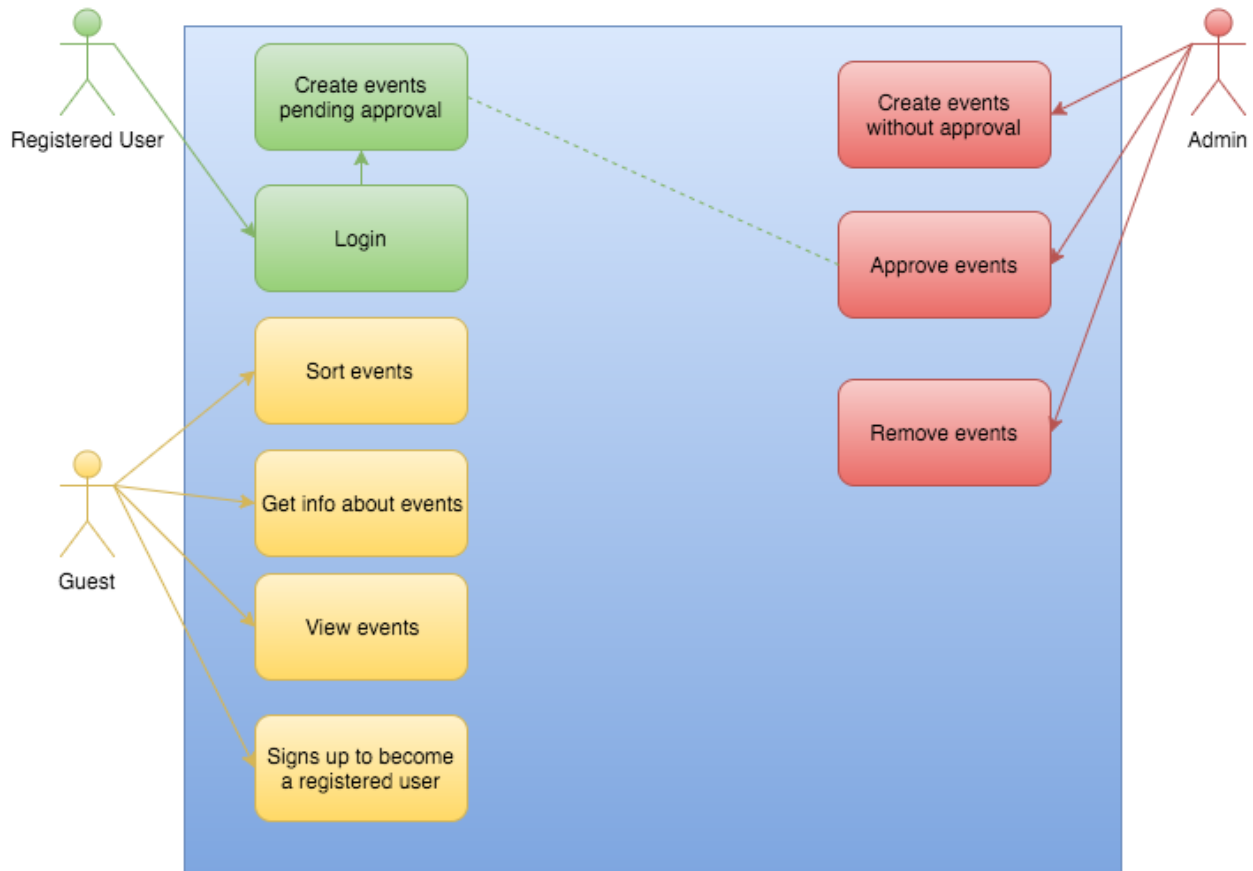 Registered User
Create events
pending approval
Login
Sort events
Get info about events
View events
Signs up to become
a registered user
Guest
Create events
without approval
Approve events
Remove events
Admin